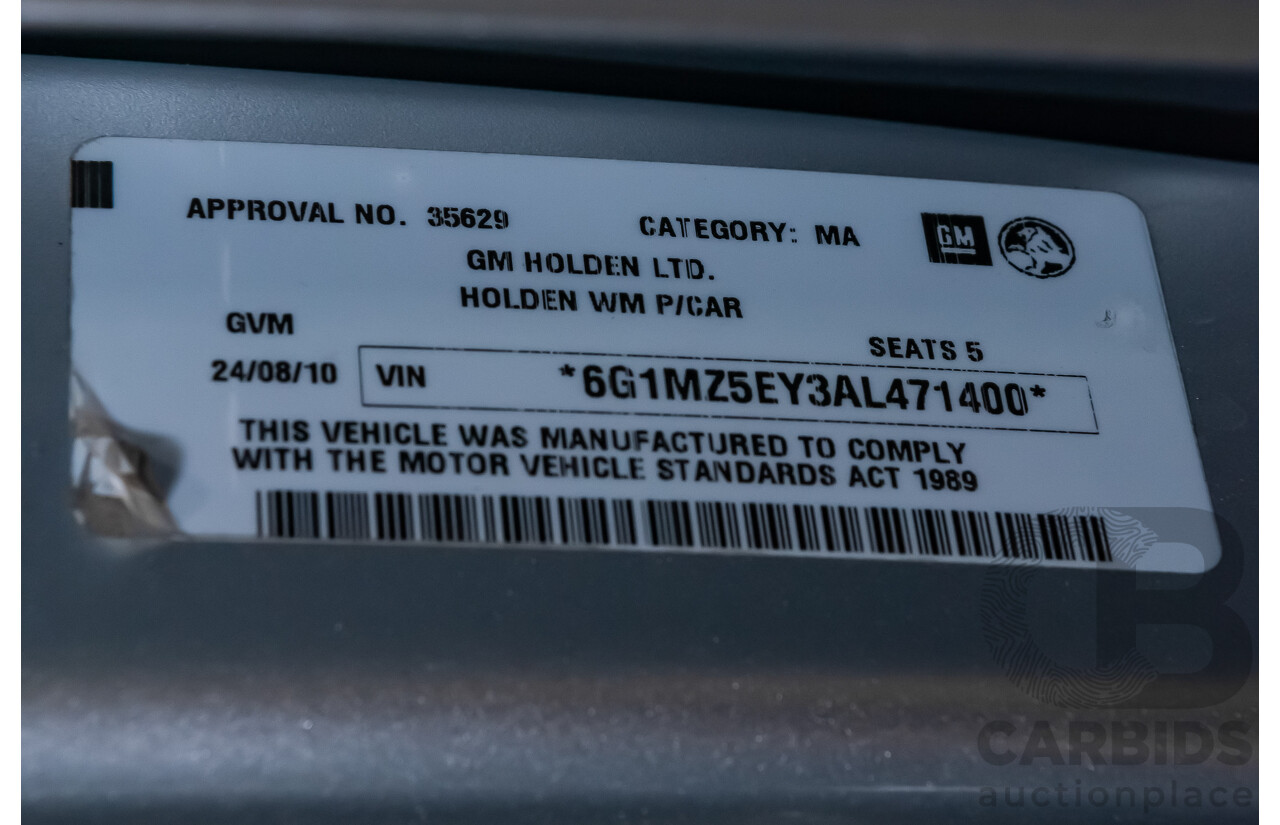 APPROVAL NO. 35629 CATEGORY: MA GM
GM HOLDEN LTD.
HOLDEN WM P/CAR
GVM SEATS 5
24/08/10 VIN *6G1MZ5EY3AL471400*
THIS VEHICLE WAS MANUFACTURED TO COMPLY
WITH THE MOTOR VEHICLE STANDARDS ACT 1989
CB
CARBIDS
auctionplace